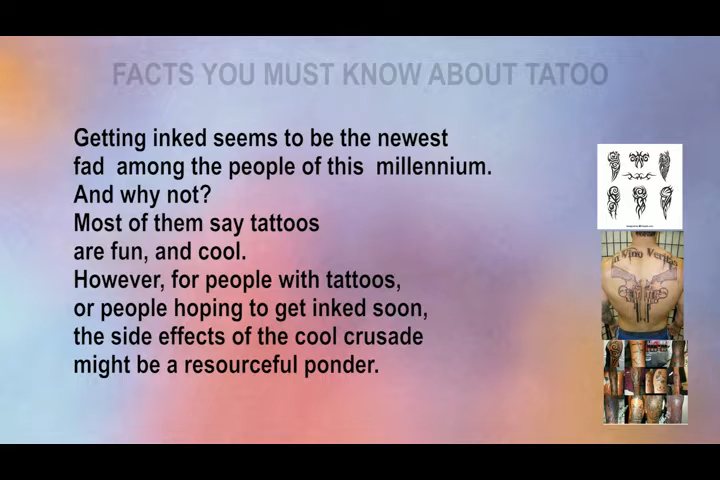 FACTS YOU MUST KNOW ABOUT TATOO
Getting inked seems to be the newest
fad among the people of this millennium.
And why not?
Most of them say tattoos
are fun, and cool.
However, for people with tattoos,
or people hoping to get inked soon,
the side effects of the cool crusade
might be a resourceful ponder.
Vino Veritas